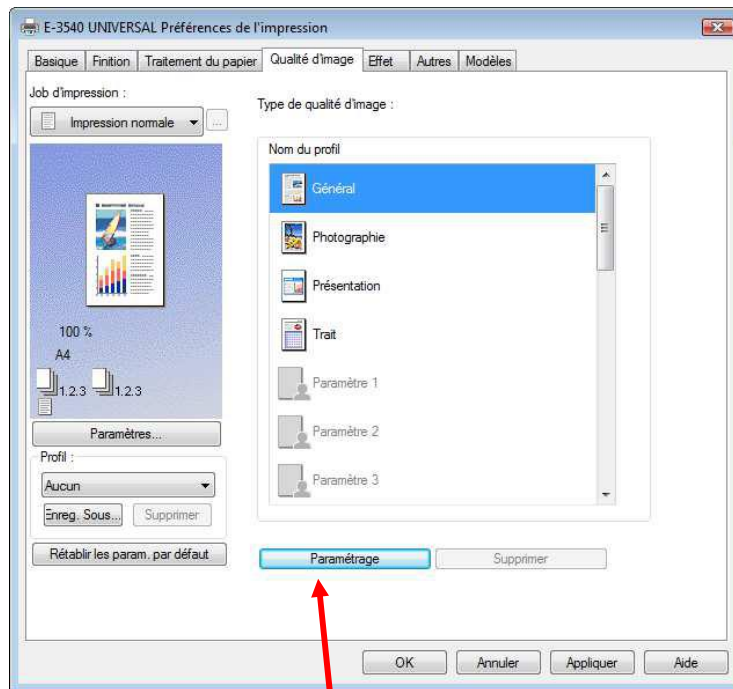 E-3540 UNIVERSAL Préférences de l'impression
Basique Finition Traitement du papier Qualité d'image Effet Autres Modèles
Job d'impression :
Impression normale ...
Type de qualité d'image :
Nom du profil
Général
Photographie
Présentation
Trait
Paramètre 1
Paramètre 2
Paramètre 3
100 %
A4
1.2.3 1.2.3
Paramètres...
Profil :
Aucun
Enreg. Sous... Supprimer
Rétablir les param. par défaut
Paramétrage Supprimer
OK Annuler Appliquer Aide